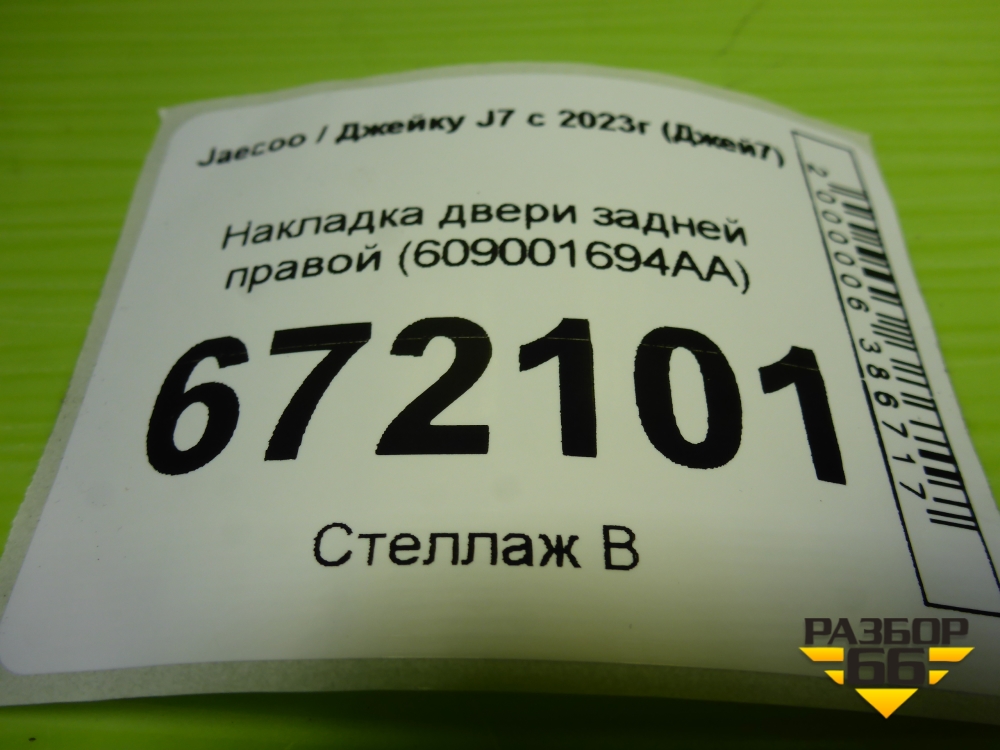 Jaecoo / Джейку J7 с 2023г (Джей7)
Накладка двери задней
правой (609001694AA)
672101
Стеллаж В
2000006386717
РАЗБОР
66